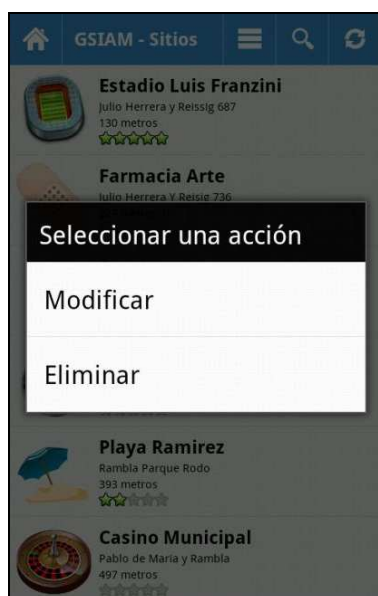 GSIAM - Sitios
Estadio Luis Franzini
Julio Herrera y Reissig 687
130 metros
Farmacia Arte
Julio Herrera Y Reisig 736
Seleccionar una acción
Modificar
Eliminar
Playa Ramirez
Rambla Parque Rodo
393 metros
Casino Municipal
Pablo de Maria y Rambla
497 metros